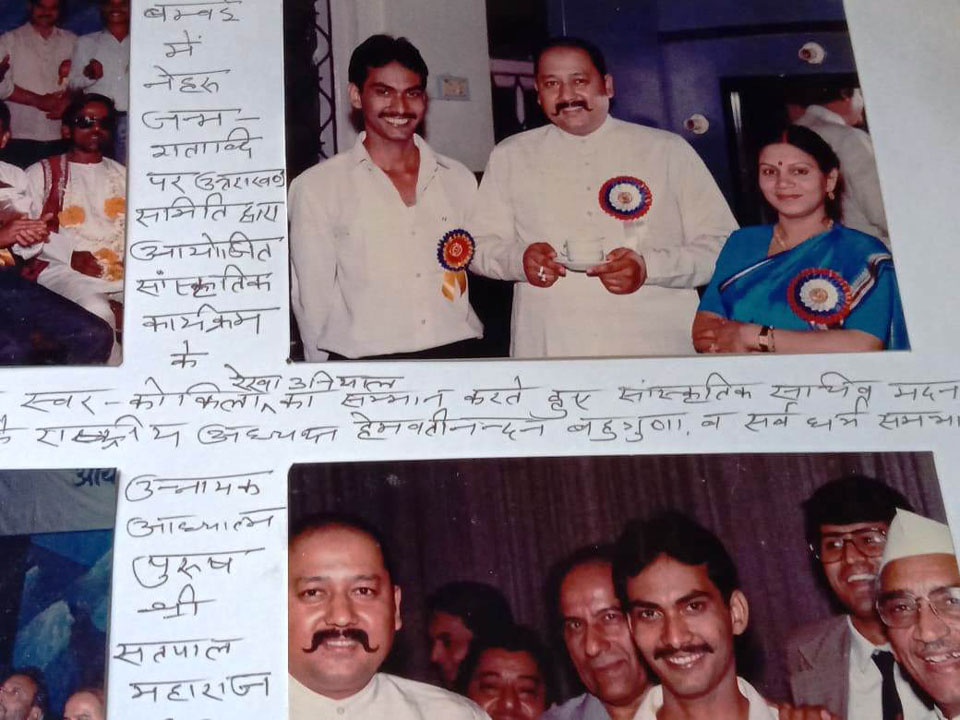 बम्बई
में
नेहरू
जन्म-
शताब्दि
पर उत्तराखण्ड
समिति द्वारा
आयोजित
सांस्कृतिक
कार्यक्रम
के
रेखा उनियाल
स्वर-कोकिला ^ का सम्मान करते हुए सांस्कृतिक सचिव मदन
के राष्ट्रीय अध्यक्ष हेमवतीनन्दन बहुगुणा, व सर्व धर्म समभा
उन्नायक
आध्यात्म
पुरूष
श्री
सतपाल
महाराज
आय